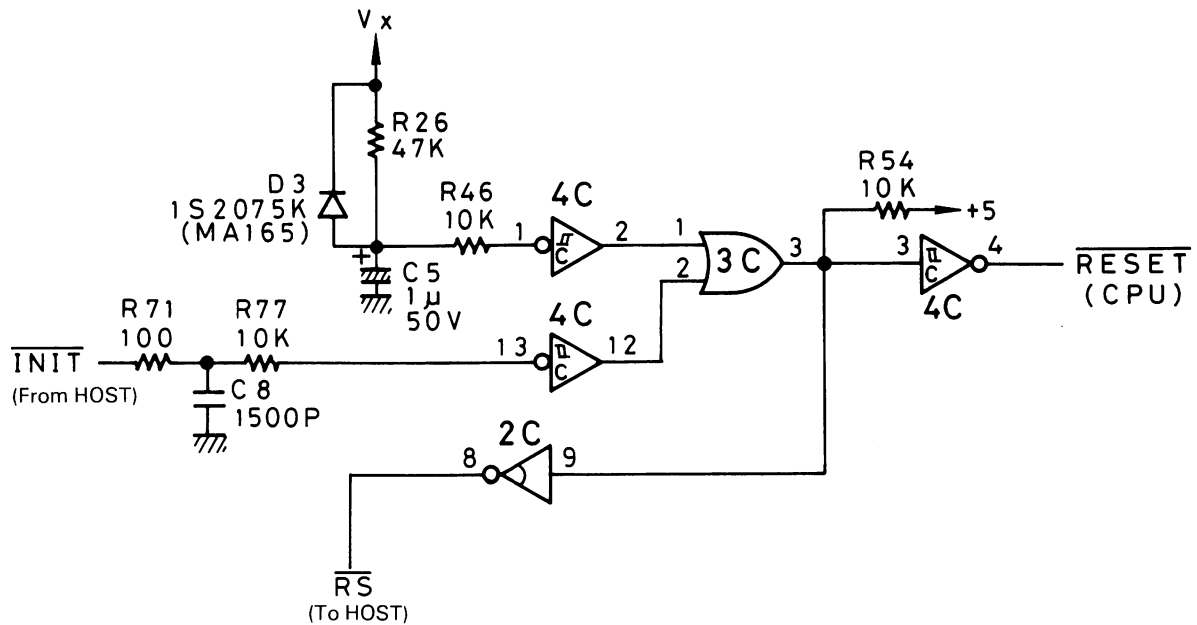 Vx
R26
47K
D3
1S2075K
(MA165)
R46
10K
4C
1
C
2
1
2
3C
3
R54
10K
+5
3
C
4
4C
RESET
(CPU)
+
C5
1μ
50V
R71
100
R77
10K
INIT
(From HOST)
C8
1500P
4C
13
C
12
2C
8
9
RS
(To HOST)